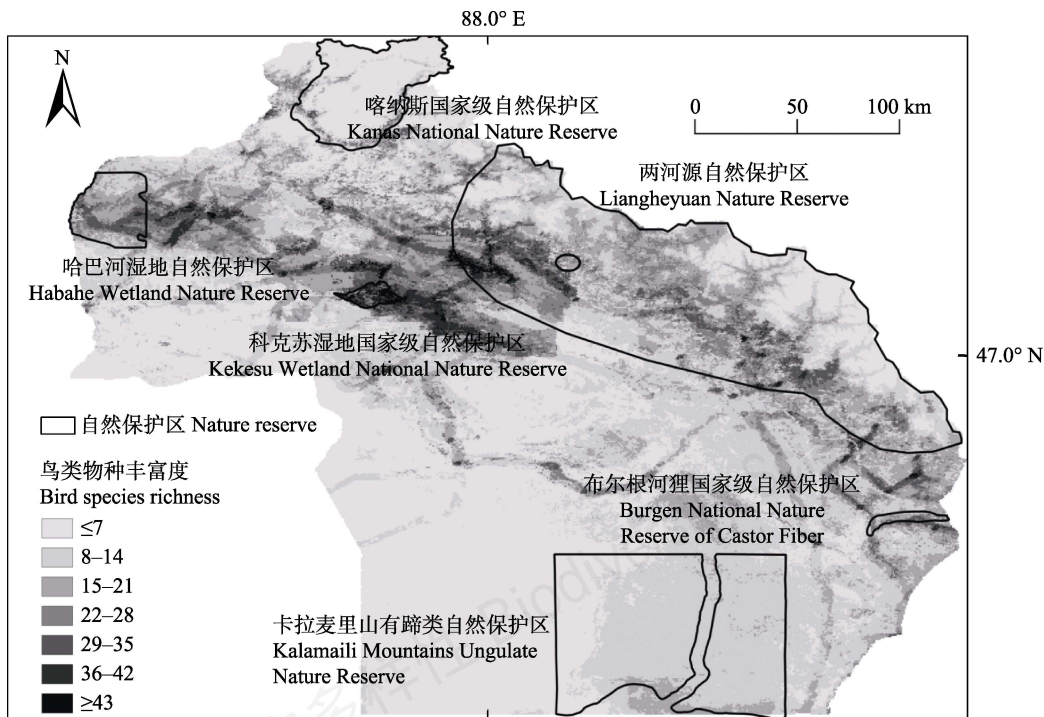 88.0° E
N
0 50 100 km
喀纳斯国家级自然保护区
Kanas National Nature Reserve
两河源自然保护区
Liangheyuan Nature Reserve
哈巴河湿地自然保护区
Habahe Wetland Nature Reserve
科克苏湿地国家级自然保护区
Kekesu Wetland National Nature Reserve
47.0° N
自然保护区 Nature reserve
鸟类物种丰富度
Bird species richness
≤7
8–14
15–21
22–28
29–35
36–42
≥43
布尔根河狸国家级自然保护区
Burgen National Nature
Reserve of Castor Fiber
卡拉麦里山有蹄类自然保护区
Kalamaili Mountains Ungulate
Nature Reserve